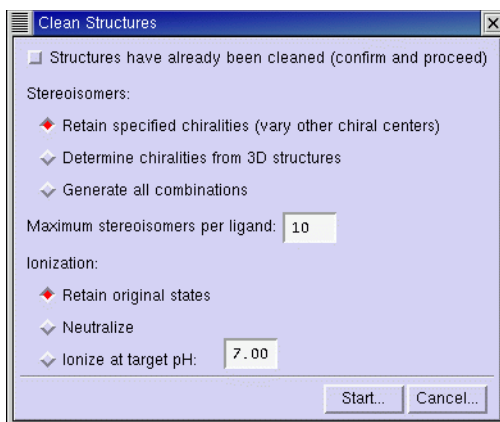 Clean Structures
Structures have already been cleaned (confirm and proceed)
Stereoisomers:
Retain specified chiralities (vary other chiral centers)
Determine chiralities from 3D structures
Generate all combinations
Maximum stereoisomers per ligand: 10
Ionization:
Retain original states
Neutralize
Ionize at target pH: 7.00
Start... Cancel...